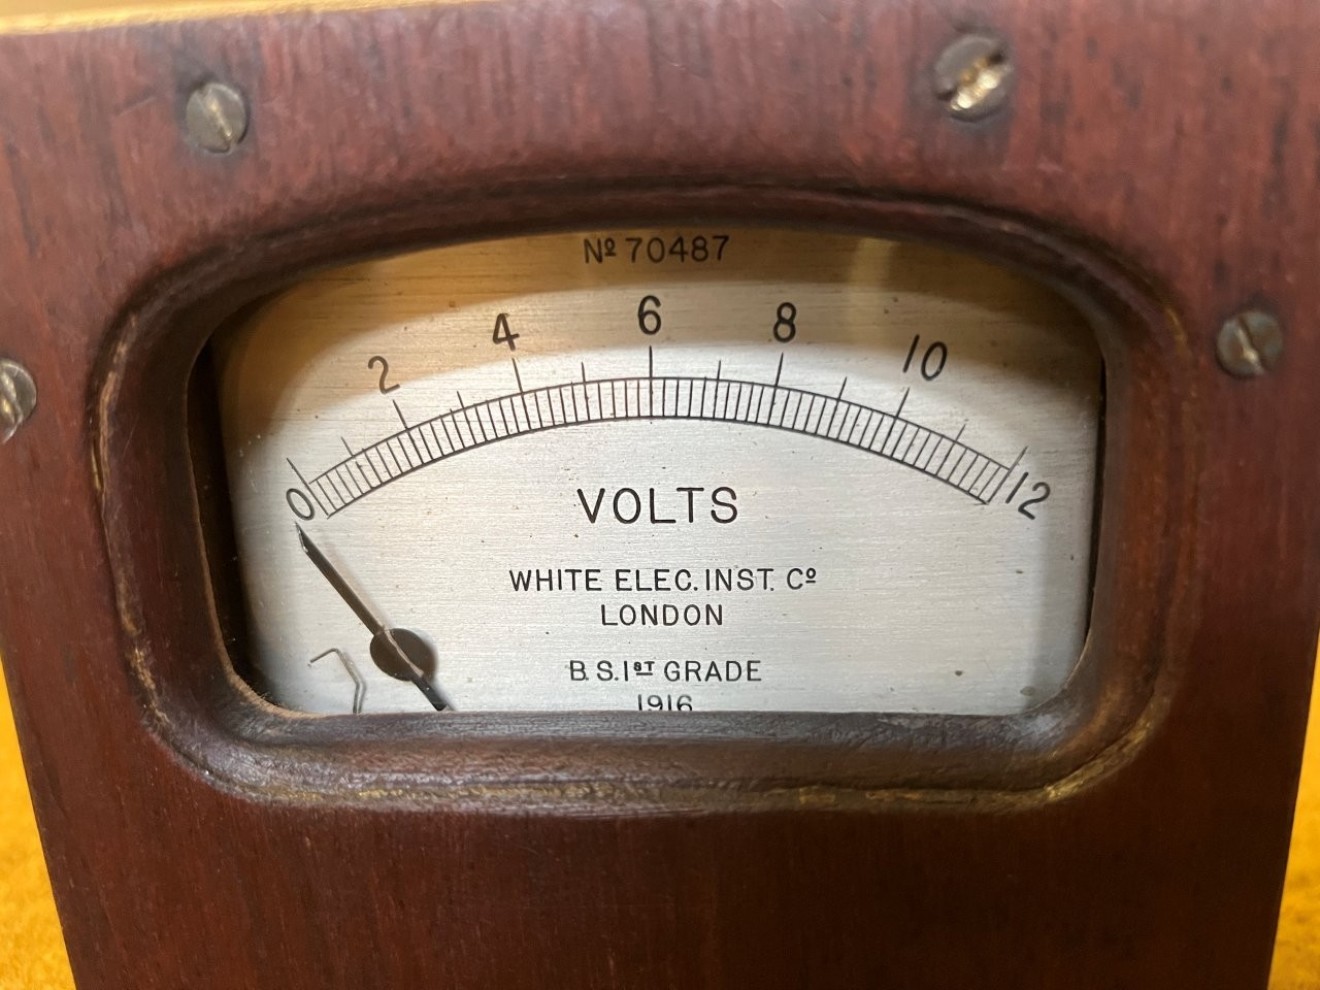 Nº 70487
0 2 4 6 8 10 12
VOLTS
WHITE ELEC. INST. Cº
LONDON
B.S.1ST GRADE
1916